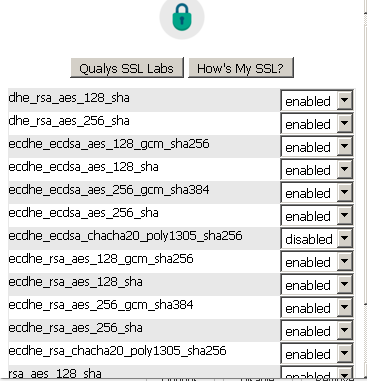 Qualys SSL Labs How's My SSL?
dhe_rsa_aes_128_sha enabled
dhe_rsa_aes_256_sha enabled
ecdhe_ecdsa_aes_128_gcm_sha256 enabled
ecdhe_ecdsa_aes_128_sha enabled
ecdhe_ecdsa_aes_256_gcm_sha384 enabled
ecdhe_ecdsa_aes_256_sha enabled
ecdhe_ecdsa_chacha20_poly1305_sha256 disabled
ecdhe_rsa_aes_128_gcm_sha256 enabled
ecdhe_rsa_aes_128_sha enabled
ecdhe_rsa_aes_256_gcm_sha384 enabled
ecdhe_rsa_aes_256_sha enabled
ecdhe_rsa_chacha20_poly1305_sha256 enabled
rsa_aes_128_sha enabled